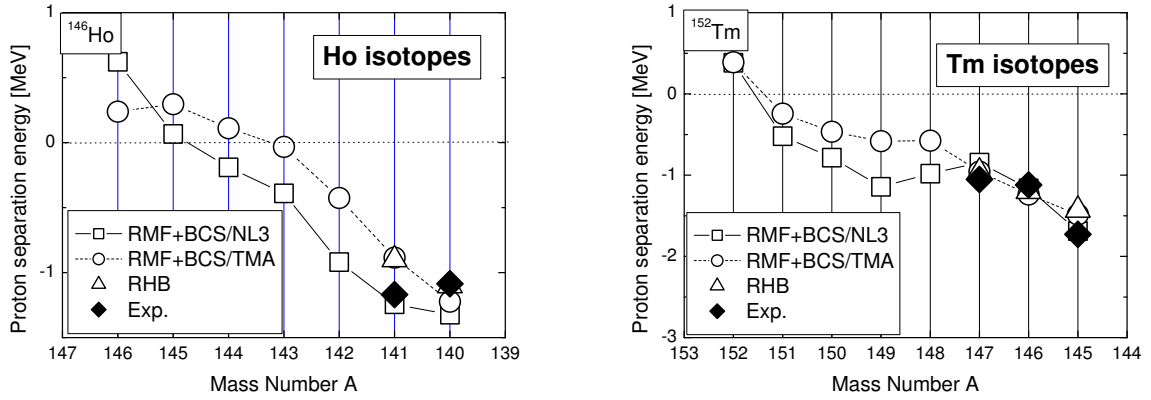 Proton separation energy [MeV]
1
0
-1
¹⁴⁶Ho
Ho isotopes
RMF+BCS/NL3
RMF+BCS/TMA
RHB
Exp.
147 146 145 144 143 142 141 140 139
Mass Number A
Proton separation energy [MeV]
1
0
-1
-2
-3
¹⁵²Tm
Tm isotopes
RMF+BCS/NL3
RMF+BCS/TMA
RHB
Exp.
153 152 151 150 149 148 147 146 145 144
Mass Number A